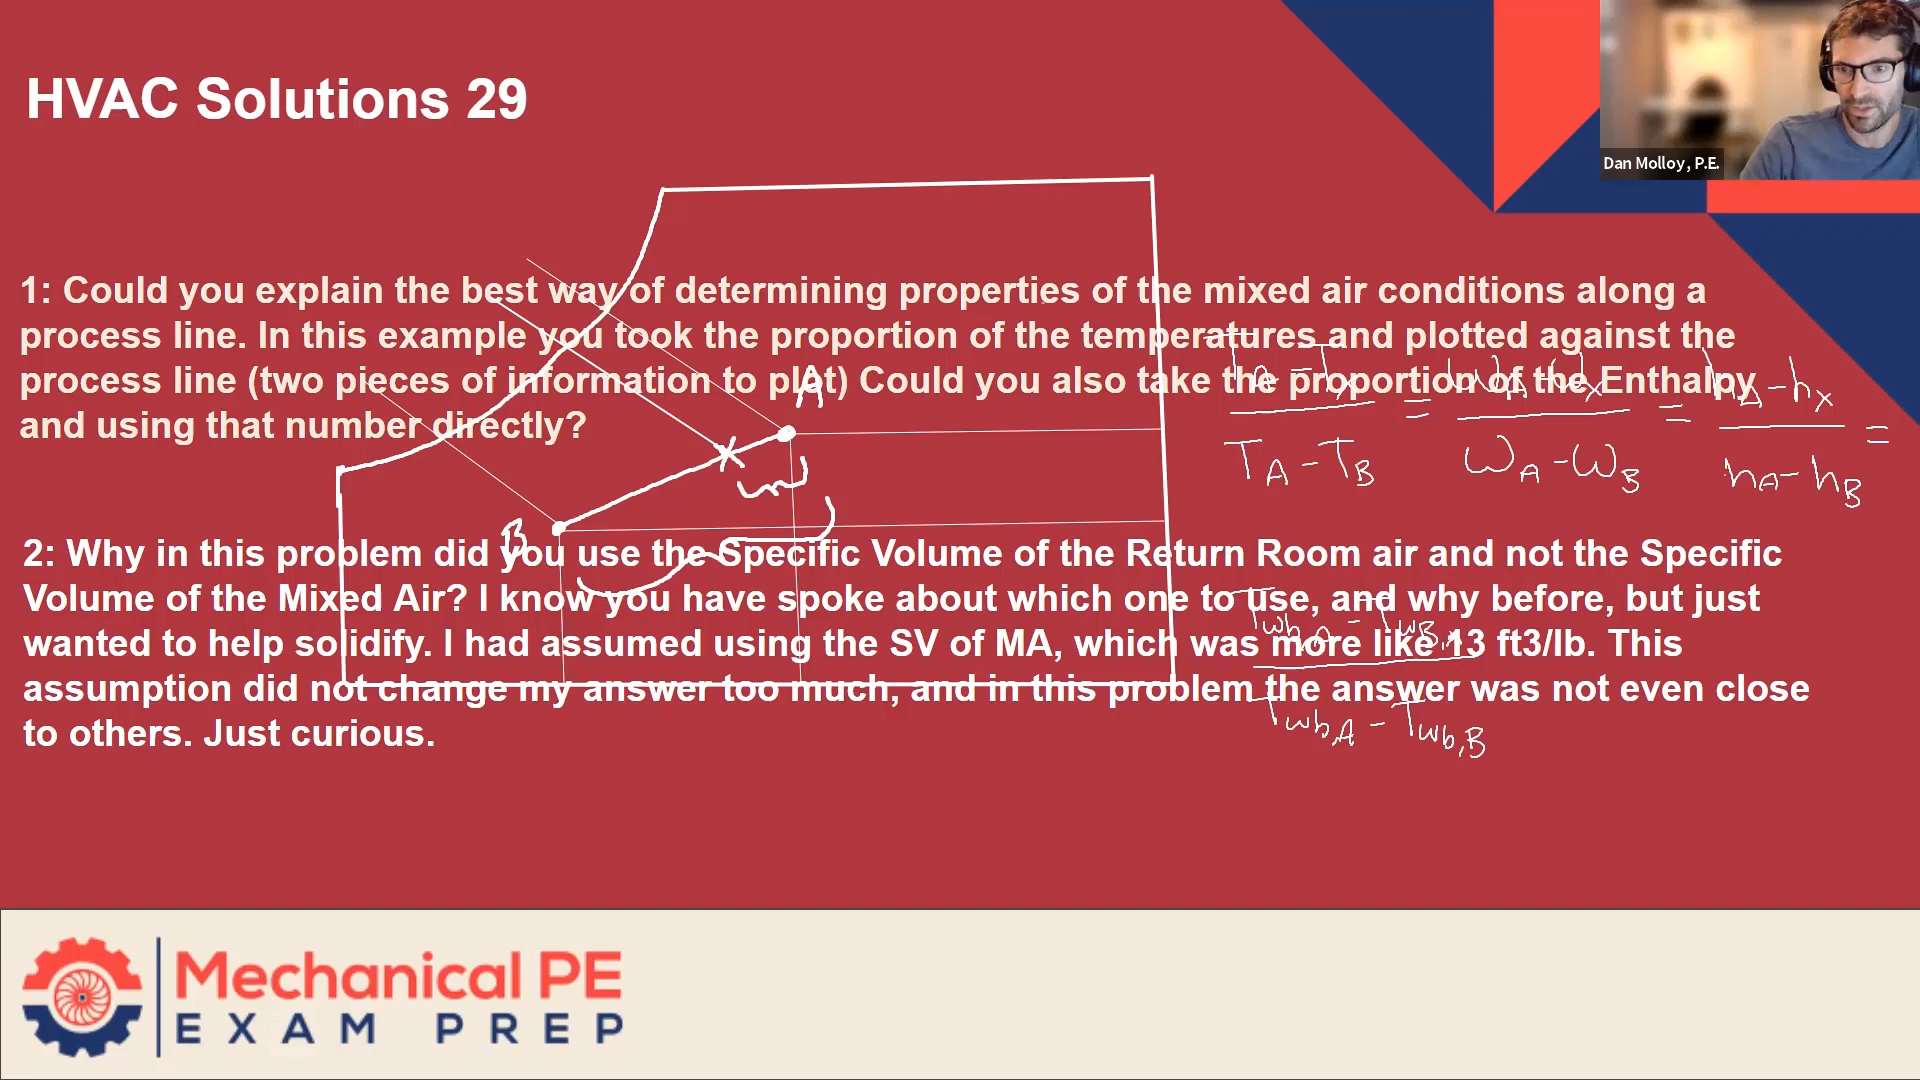 HVAC Solutions 29
Dan Molloy, P.E.
1: Could you explain the best way of determining properties of the mixed air conditions along a
process line. In this example you took the proportion of the temperatures and plotted against the
process line (two pieces of information to plot) Could you also take the proportion of the Enthalpy
and using that number directly?
A
B
TA - Tx = ωA - ωx = hA - hx =
TA - TB ωA - ωB hA - hB
2: Why in this problem did you use the Specific Volume of the Return Room air and not the Specific
Volume of the Mixed Air? I know you have spoke about which one to use, and why before, but just
wanted to help solidify. I had assumed using the SV of MA, which was more like 13 ft3/lb. This
assumption did not change my answer too much, and in this problem the answer was not even close
to others. Just curious.
Twb,A - Twb,x
Twb,A - Twb,B
Mechanical PE
EXAM PREP